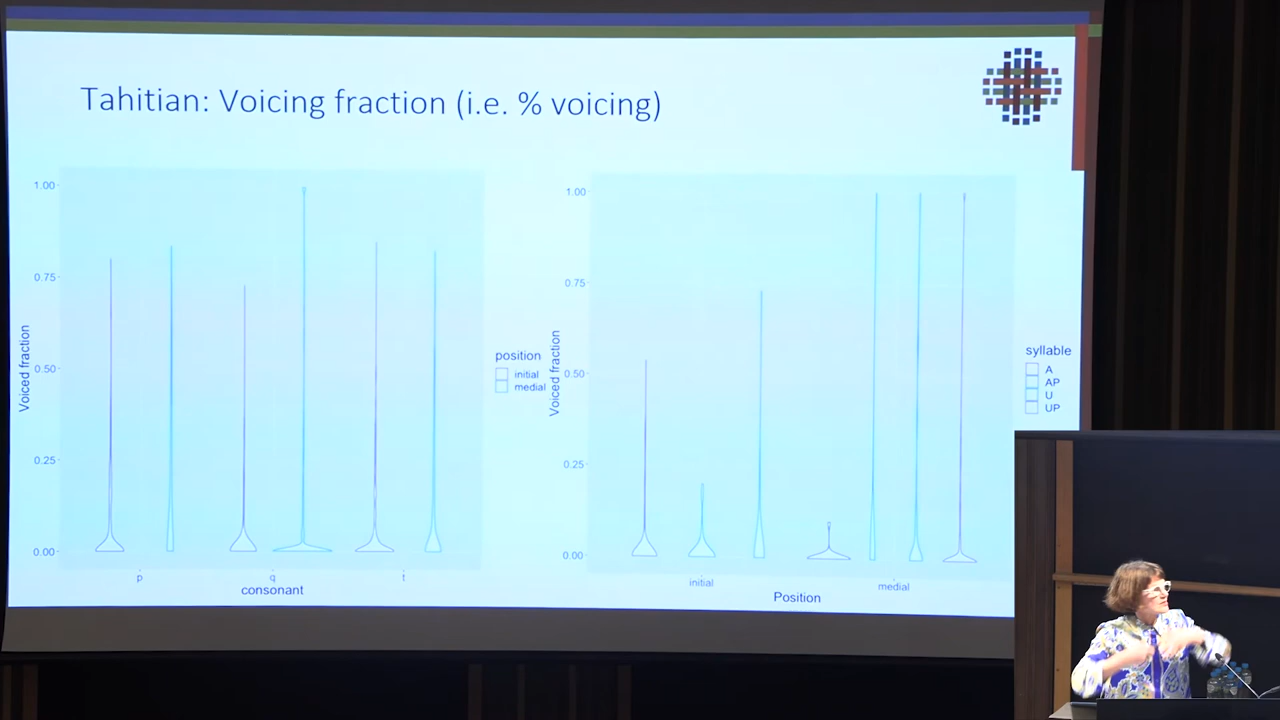 Tahitian: Voicing fraction (i.e. % voicing)
1.00
0.75
0.50
0.25
0.00
Voiced fraction
p
q
t
consonant
position
initial
medial
1.00
0.75
0.50
0.25
0.00
Voiced fraction
initial
medial
Position
syllable
A
AP
U
UP